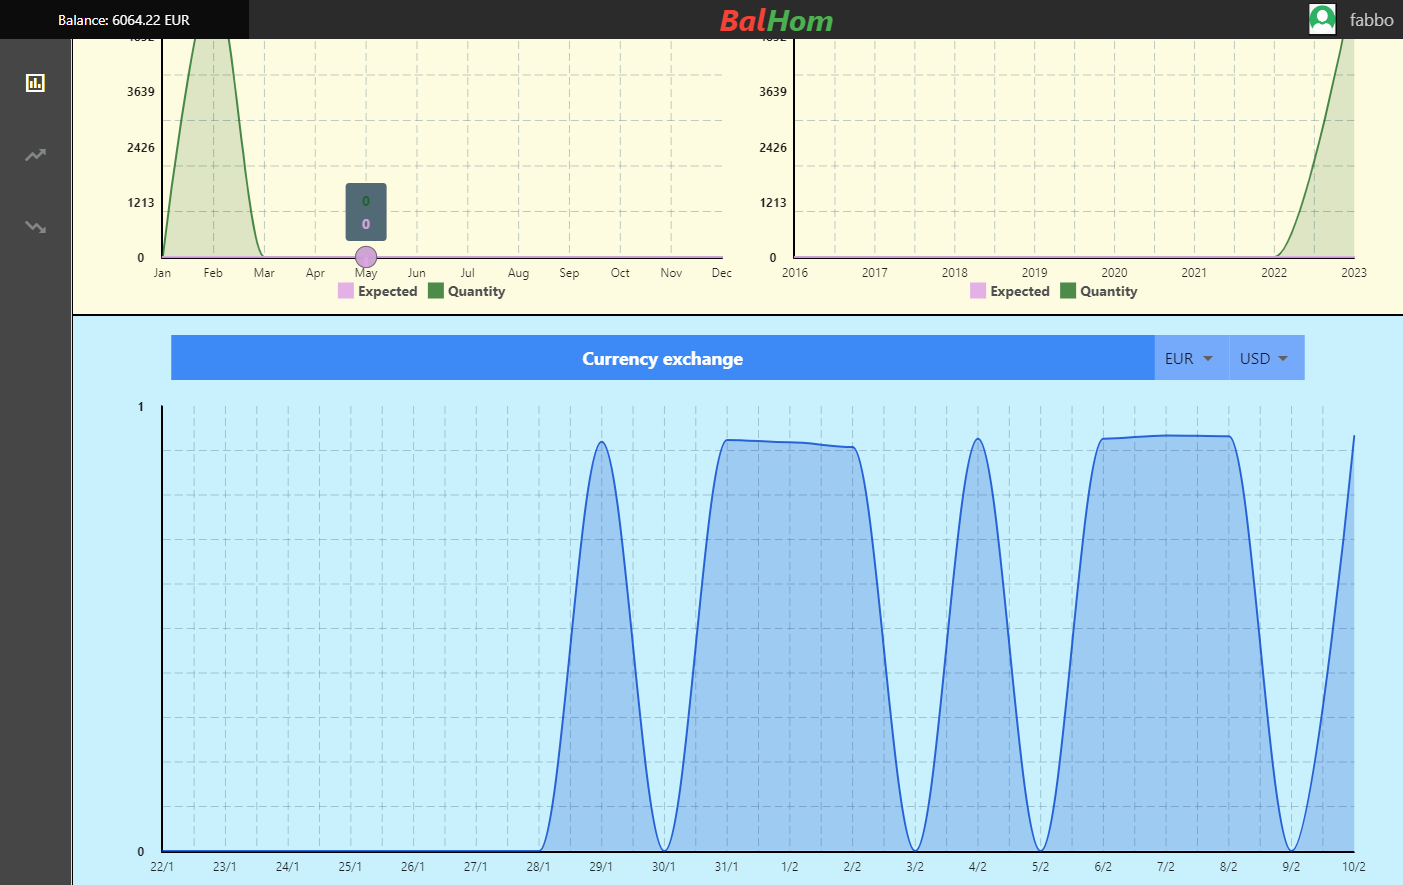 Balance: 6064.22 EUR
BalHom
fabbo
3639
2426
1213
0
0
0
Jan Feb Mar Apr May Jun Jul Aug Sep Oct Nov Dec
Expected Quantity
3639
2426
1213
0
2016 2017 2018 2019 2020 2021 2022 2023
Expected Quantity
Currency exchange
EUR
USD
1
0
22/1 23/1 24/1 25/1 26/1 27/1 28/1 29/1 30/1 31/1 1/2 2/2 3/2 4/2 5/2 6/2 7/2 8/2 9/2 10/2